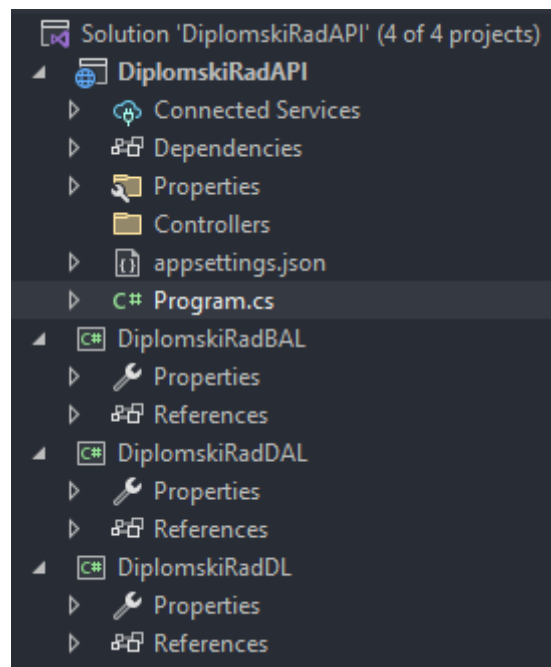 Solution 'DiplomskiRadAPI' (4 of 4 projects)
DiplomskiRadAPI
Connected Services
Dependencies
Properties
Controllers
appsettings.json
C# Program.cs
C# DiplomskiRadBAL
Properties
References
C# DiplomskiRadDAL
Properties
References
C# DiplomskiRadDL
Properties
References